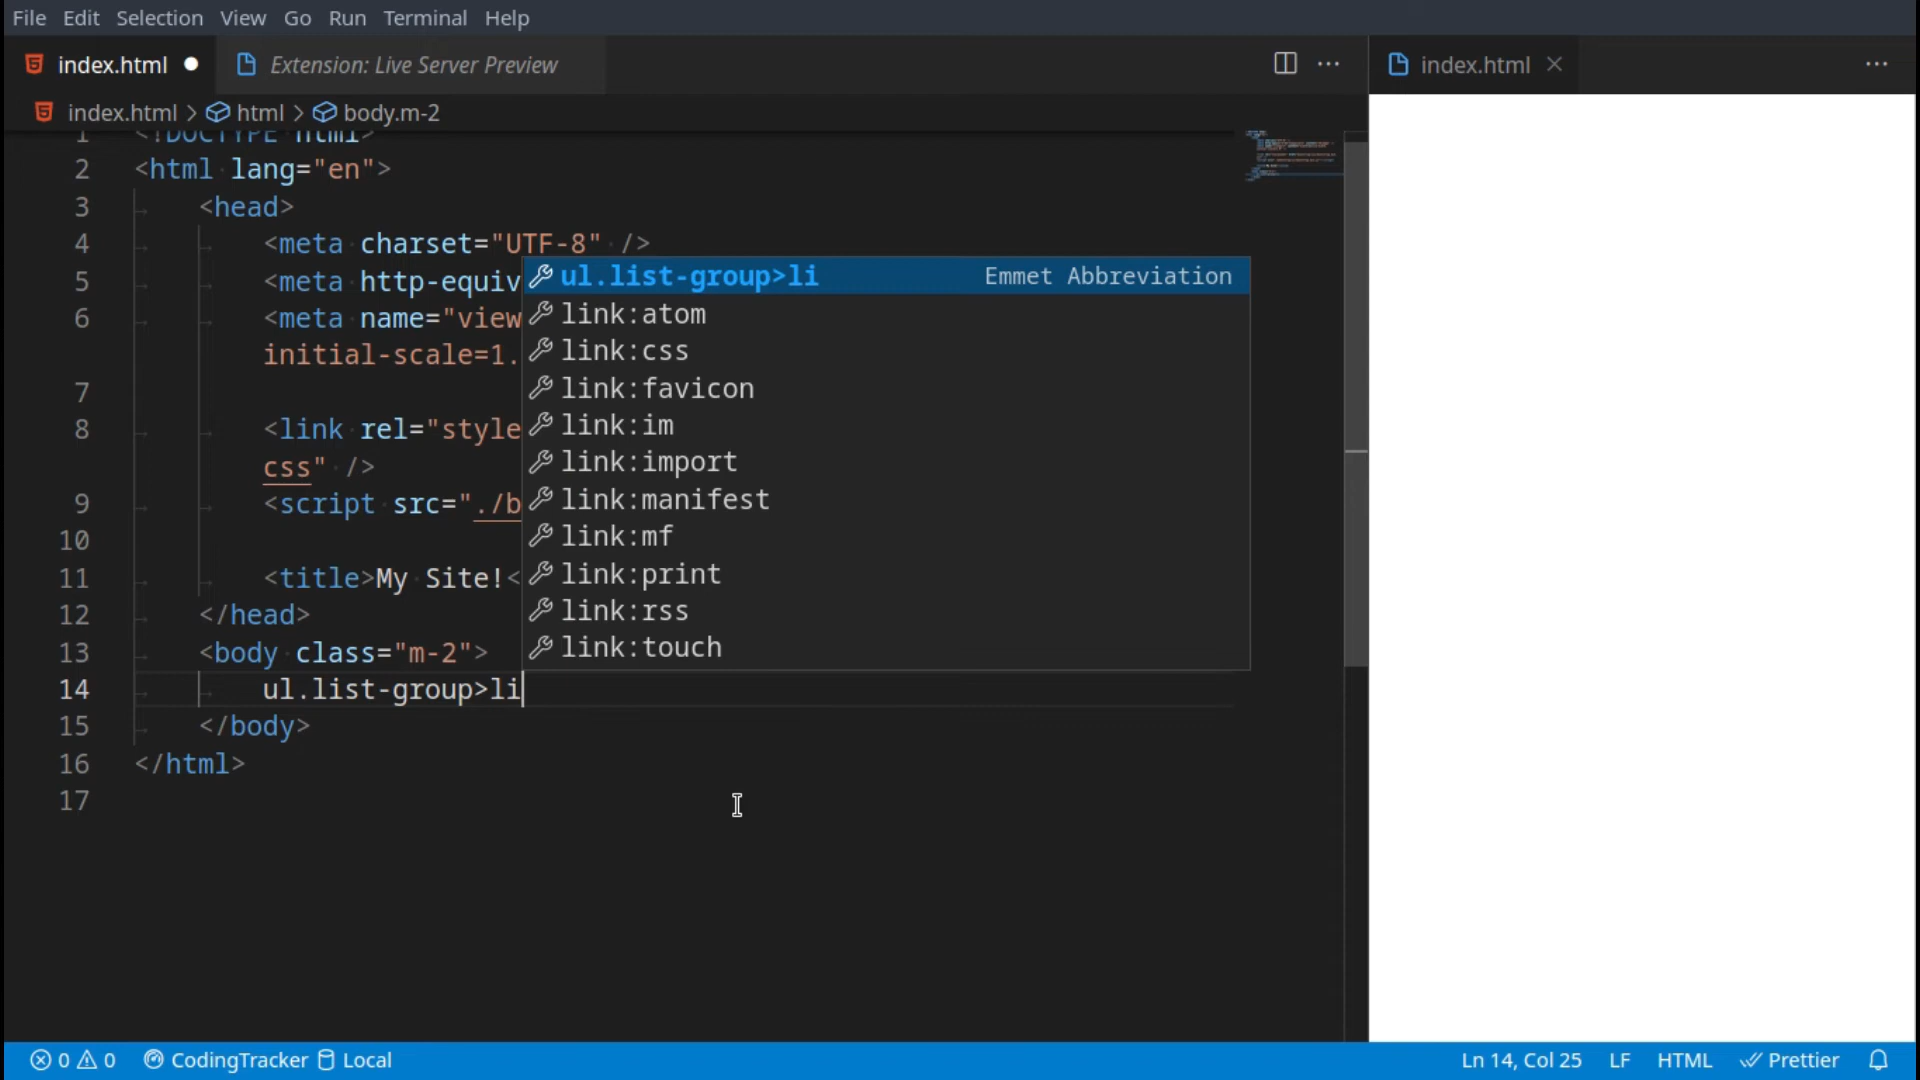 File Edit Selection View Go Run Terminal Help
index.html Extension: Live Server Preview index.html
index.html > html > body.m-2
1 <!DOCTYPE html>
2 <html lang="en">
3 <head>
4 <meta charset="UTF-8" />
5 <meta http-equiv
6 <meta name="view
initial-scale=1.
7
8 <link rel="style
css" />
9 <script src="./b
10
11 <title>My Site!<
12 </head>
13 <body class="m-2">
14 ul.list-group>li
15 </body>
16 </html>
17
ul.list-group>li Emmet Abbreviation
link:atom
link:css
link:favicon
link:im
link:import
link:manifest
link:mf
link:print
link:rss
link:touch
0 0 CodingTracker Local Ln 14, Col 25 LF HTML Prettier